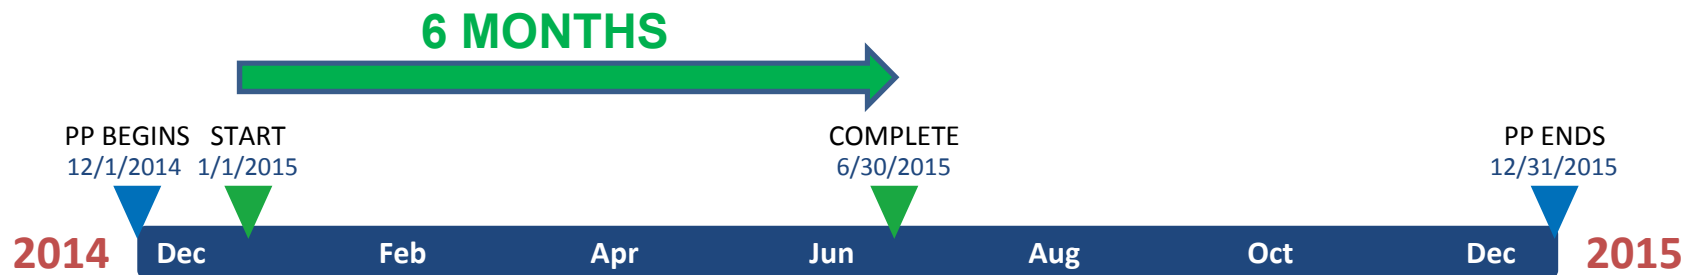 6 MONTHS
PP BEGINS START COMPLETE PP ENDS
12/1/2014 1/1/2015 6/30/2015 12/31/2015
2014 Dec Feb Apr Jun Aug Oct Dec 2015